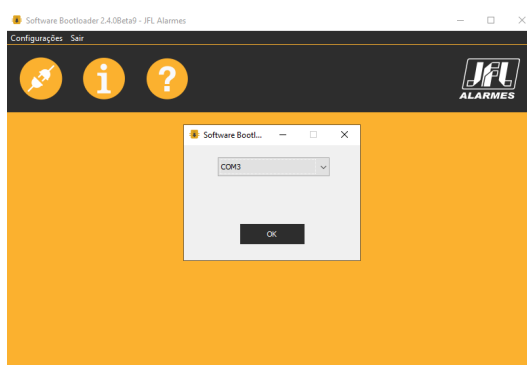 Software Bootloader 2.4.0Beta9 - JFL Alarmes
Configurações Sair
i ?
JFL
ALARMES
Software Bootl...
COM3
OK